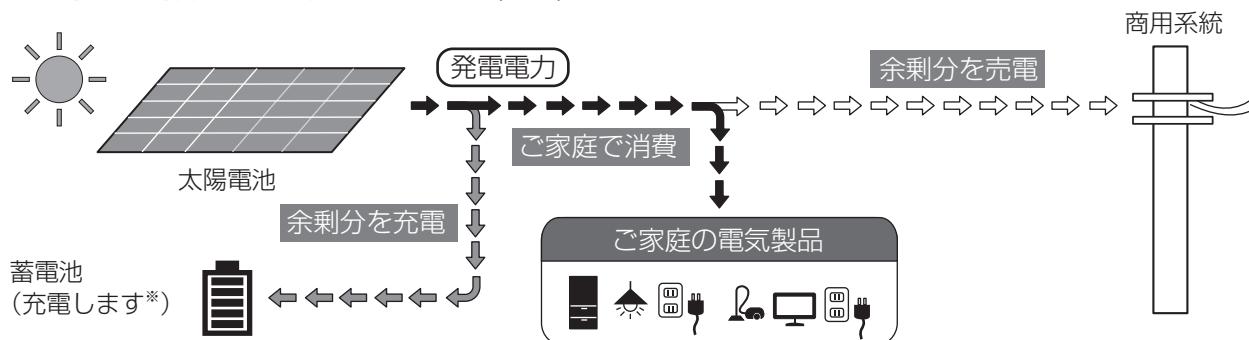 商用系統
発電電力
余剰分を売電
ご家庭で消費
太陽電池
余剰分を充電
ご家庭の電気製品
蓄電池
（充電します※）